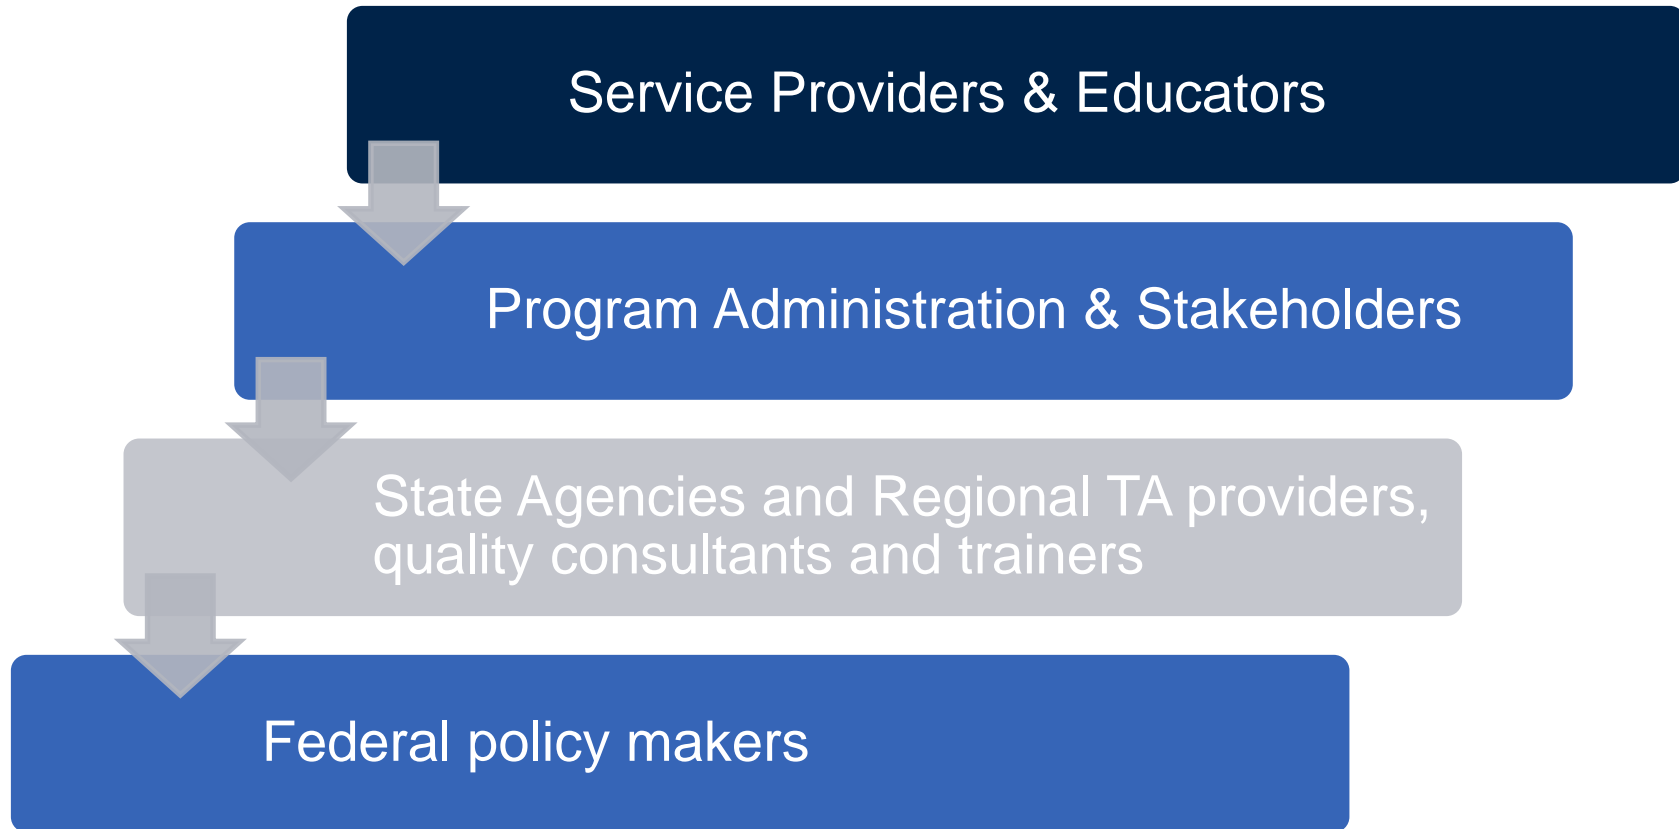 Service Providers & Educators
Program Administration & Stakeholders
State Agencies and Regional TA providers,
quality consultants and trainers
Federal policy makers